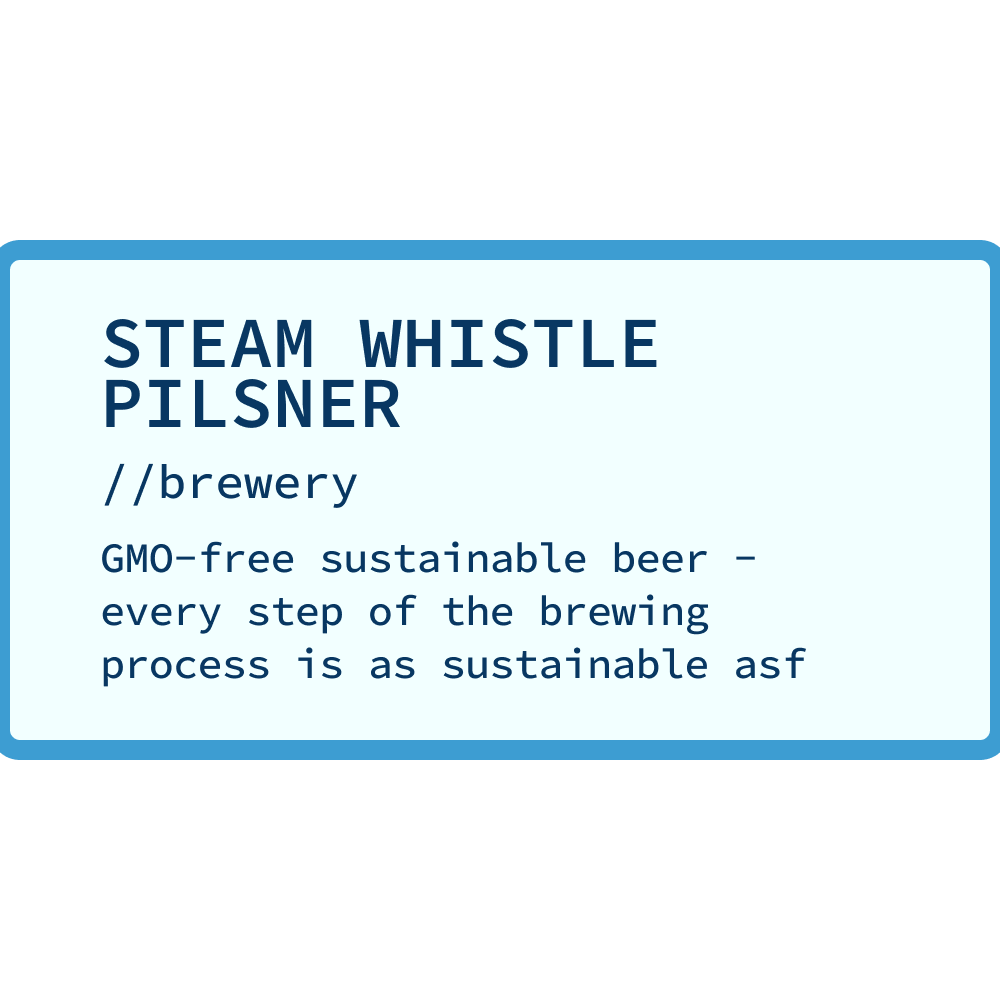 STEAM WHISTLE
PILSNER
//brewery
GMO-free sustainable beer -
every step of the brewing
process is as sustainable asf